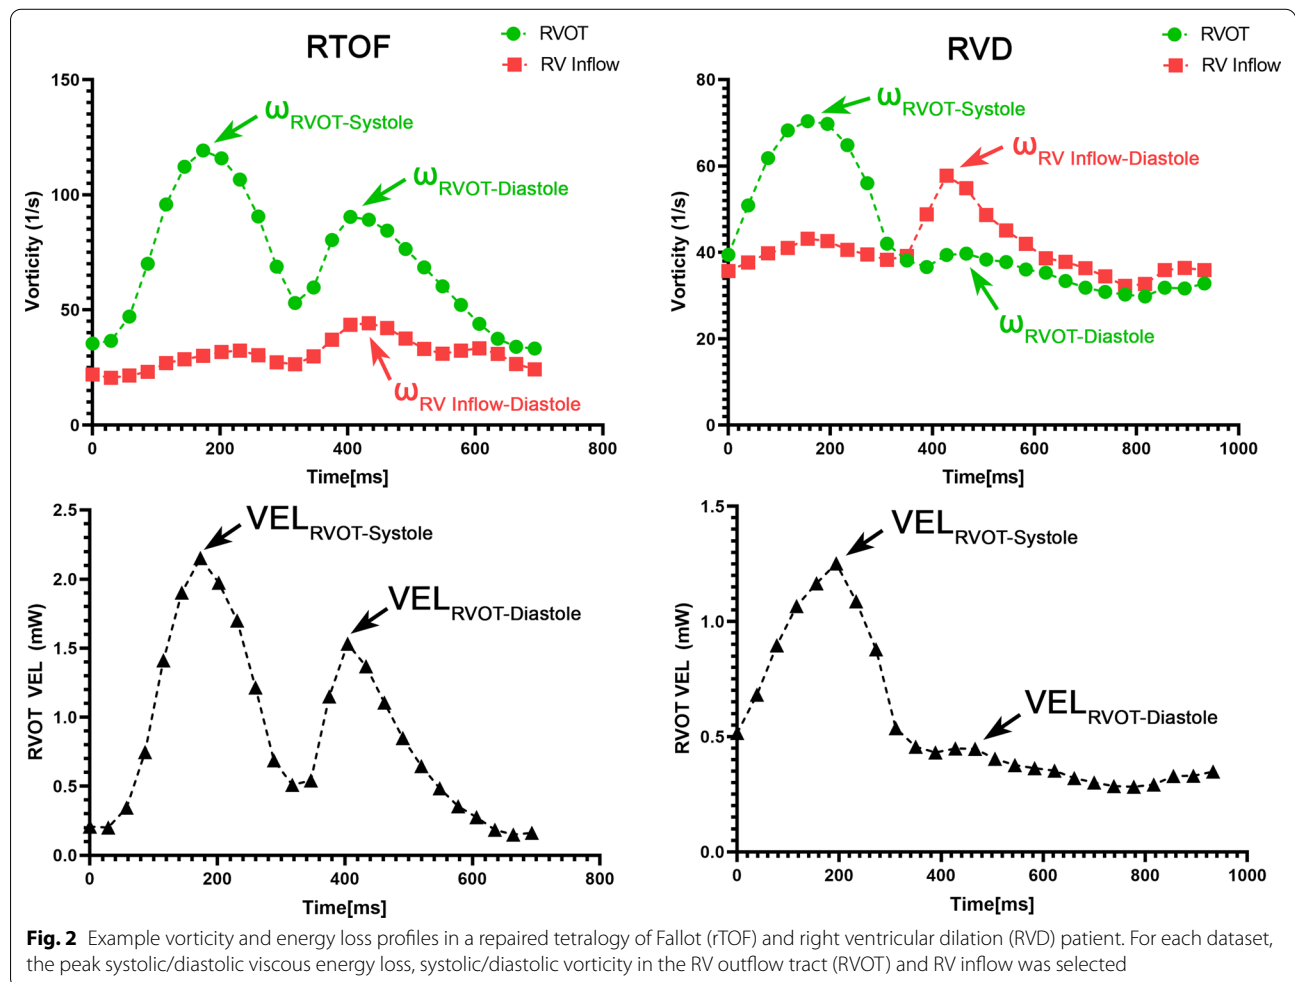 RTOF
RVOT
RV Inflow
150
100
50
0
Vorticity (1/s)
ωRVOT-Systole
ωRVOT-Diastole
ωRV Inflow-Diastole
0 200 400 600 800
Time[ms]
RVD
RVOT
RV Inflow
80
60
40
20
0
Vorticity (1/s)
ωRVOT-Systole
ωRV Inflow-Diastole
ωRVOT-Diastole
0 200 400 600 800 1000
Time[ms]
2.5
2.0
1.5
1.0
0.5
0.0
RVOT VEL (mW)
VELRVOT-Systole
VELRVOT-Diastole
0 200 400 600 800
Time[ms]
1.5
1.0
0.5
0.0
RVOT VEL (mW)
VELRVOT-Systole
VELRVOT-Diastole
0 200 400 600 800 1000
Time[ms]
Fig. 2 Example vorticity and energy loss profiles in a repaired tetralogy of Fallot (rTOF) and right ventricular dilation (RVD) patient. For each dataset,
the peak systolic/diastolic viscous energy loss, systolic/diastolic vorticity in the RV outflow tract (RVOT) and RV inflow was selected